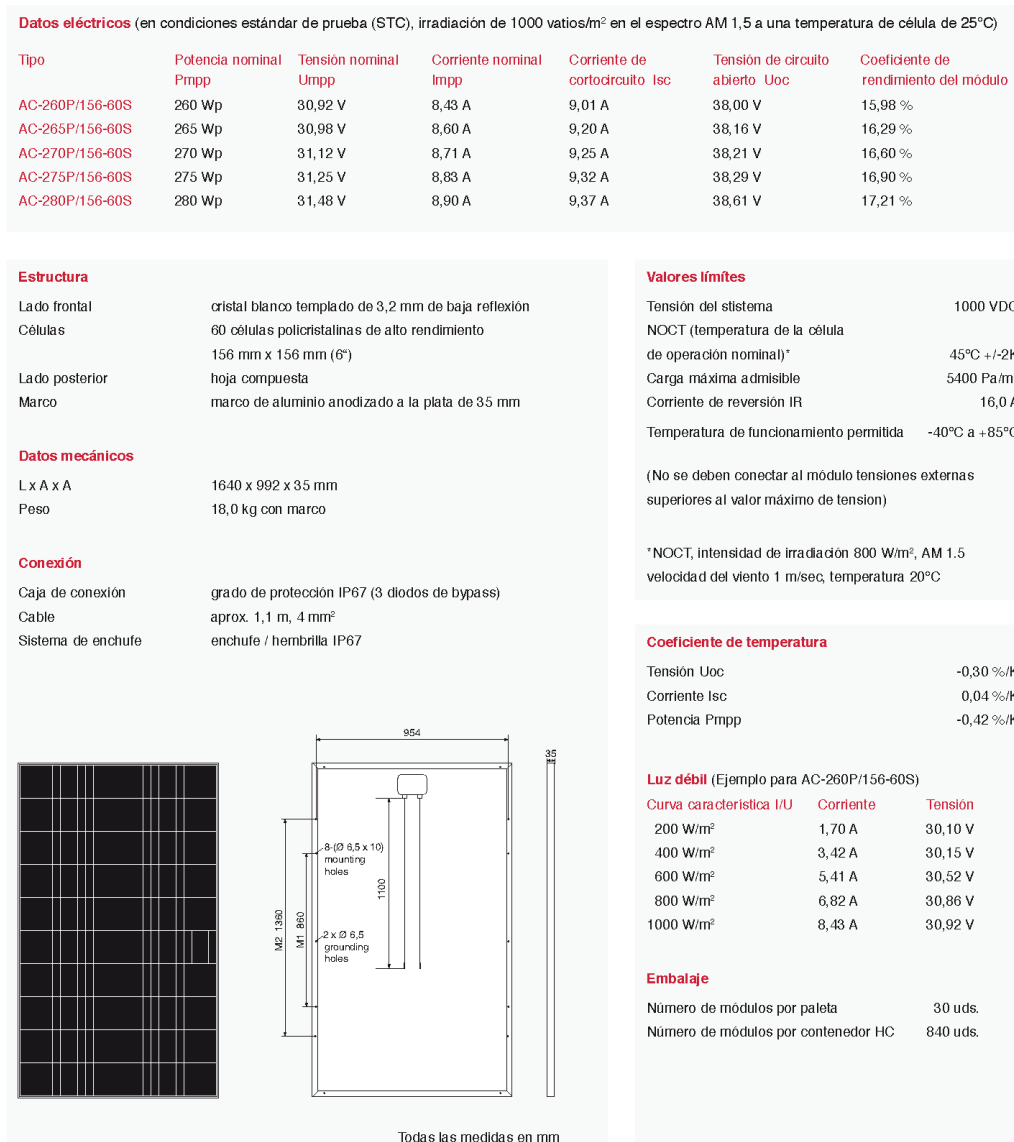 Datos eléctricos (en condiciones estándar de prueba (STC), irradiación de 1000 vatios/m² en el espectro AM 1,5 a una temperatura de célula de 25°C)
Tipo Potencia nominal Tensión nominal Corriente nominal Corriente de Tensión de circuito Coeficiente de
Pmpp Umpp Impp cortocircuito Isc abierto Uoc rendimiento del módulo
AC-260P/156-60S 260 Wp 30,92 V 8,43 A 9,01 A 38,00 V 15,98 %
AC-265P/156-60S 265 Wp 30,98 V 8,60 A 9,20 A 38,16 V 16,29 %
AC-270P/156-60S 270 Wp 31,12 V 8,71 A 9,25 A 38,21 V 16,60 %
AC-275P/156-60S 275 Wp 31,25 V 8,83 A 9,32 A 38,29 V 16,90 %
AC-280P/156-60S 280 Wp 31,48 V 8,90 A 9,37 A 38,61 V 17,21 %
Estructura
Lado frontal cristal blanco templado de 3,2 mm de baja reflexión
Células 60 células policristalinas de alto rendimiento
156 mm x 156 mm (6“)
Lado posterior hoja compuesta
Marco marco de aluminio anodizado a la plata de 35 mm
Datos mecánicos
L x A x A 1640 x 992 x 35 mm
Peso 18,0 kg con marco
Conexión
Caja de conexión grado de protección IP67 (3 diodos de bypass)
Cable aprox. 1,1 m, 4 mm²
Sistema de enchufe enchufe / hembrilla IP67
954
35
8-(Ø 6,5 x 10)
mounting
holes
1100
M2 1360
M1 860
2 x Ø 6,5
grounding
holes
Todas las medidas en mm
Valores límítes
Tensión del stistema 1000 VDC
NOCT (temperatura de la célula
de operación nominal)* 45°C +/-2K
Carga máxima admisible 5400 Pa/m
Corriente de reversión IR 16,0 A
Temperatura de funcionamiento permitida -40°C a +85°C
(No se deben conectar al módulo tensiones externas
superiores al valor máximo de tension)
*NOCT, intensidad de irradiación 800 W/m², AM 1.5
velocidad del viento 1 m/sec, temperatura 20°C
Coeficiente de temperatura
Tensión Uoc -0,30 %/K
Corriente Isc 0,04 %/K
Potencia Pmpp -0,42 %/K
Luz débil (Ejemplo para AC-260P/156-60S)
Curva característica I/U Corriente Tensión
200 W/m² 1,70 A 30,10 V
400 W/m² 3,42 A 30,15 V
600 W/m² 5,41 A 30,52 V
800 W/m² 6,82 A 30,86 V
1000 W/m² 8,43 A 30,92 V
Embalaje
Número de módulos por paleta 30 uds.
Número de módulos por contenedor HC 840 uds.